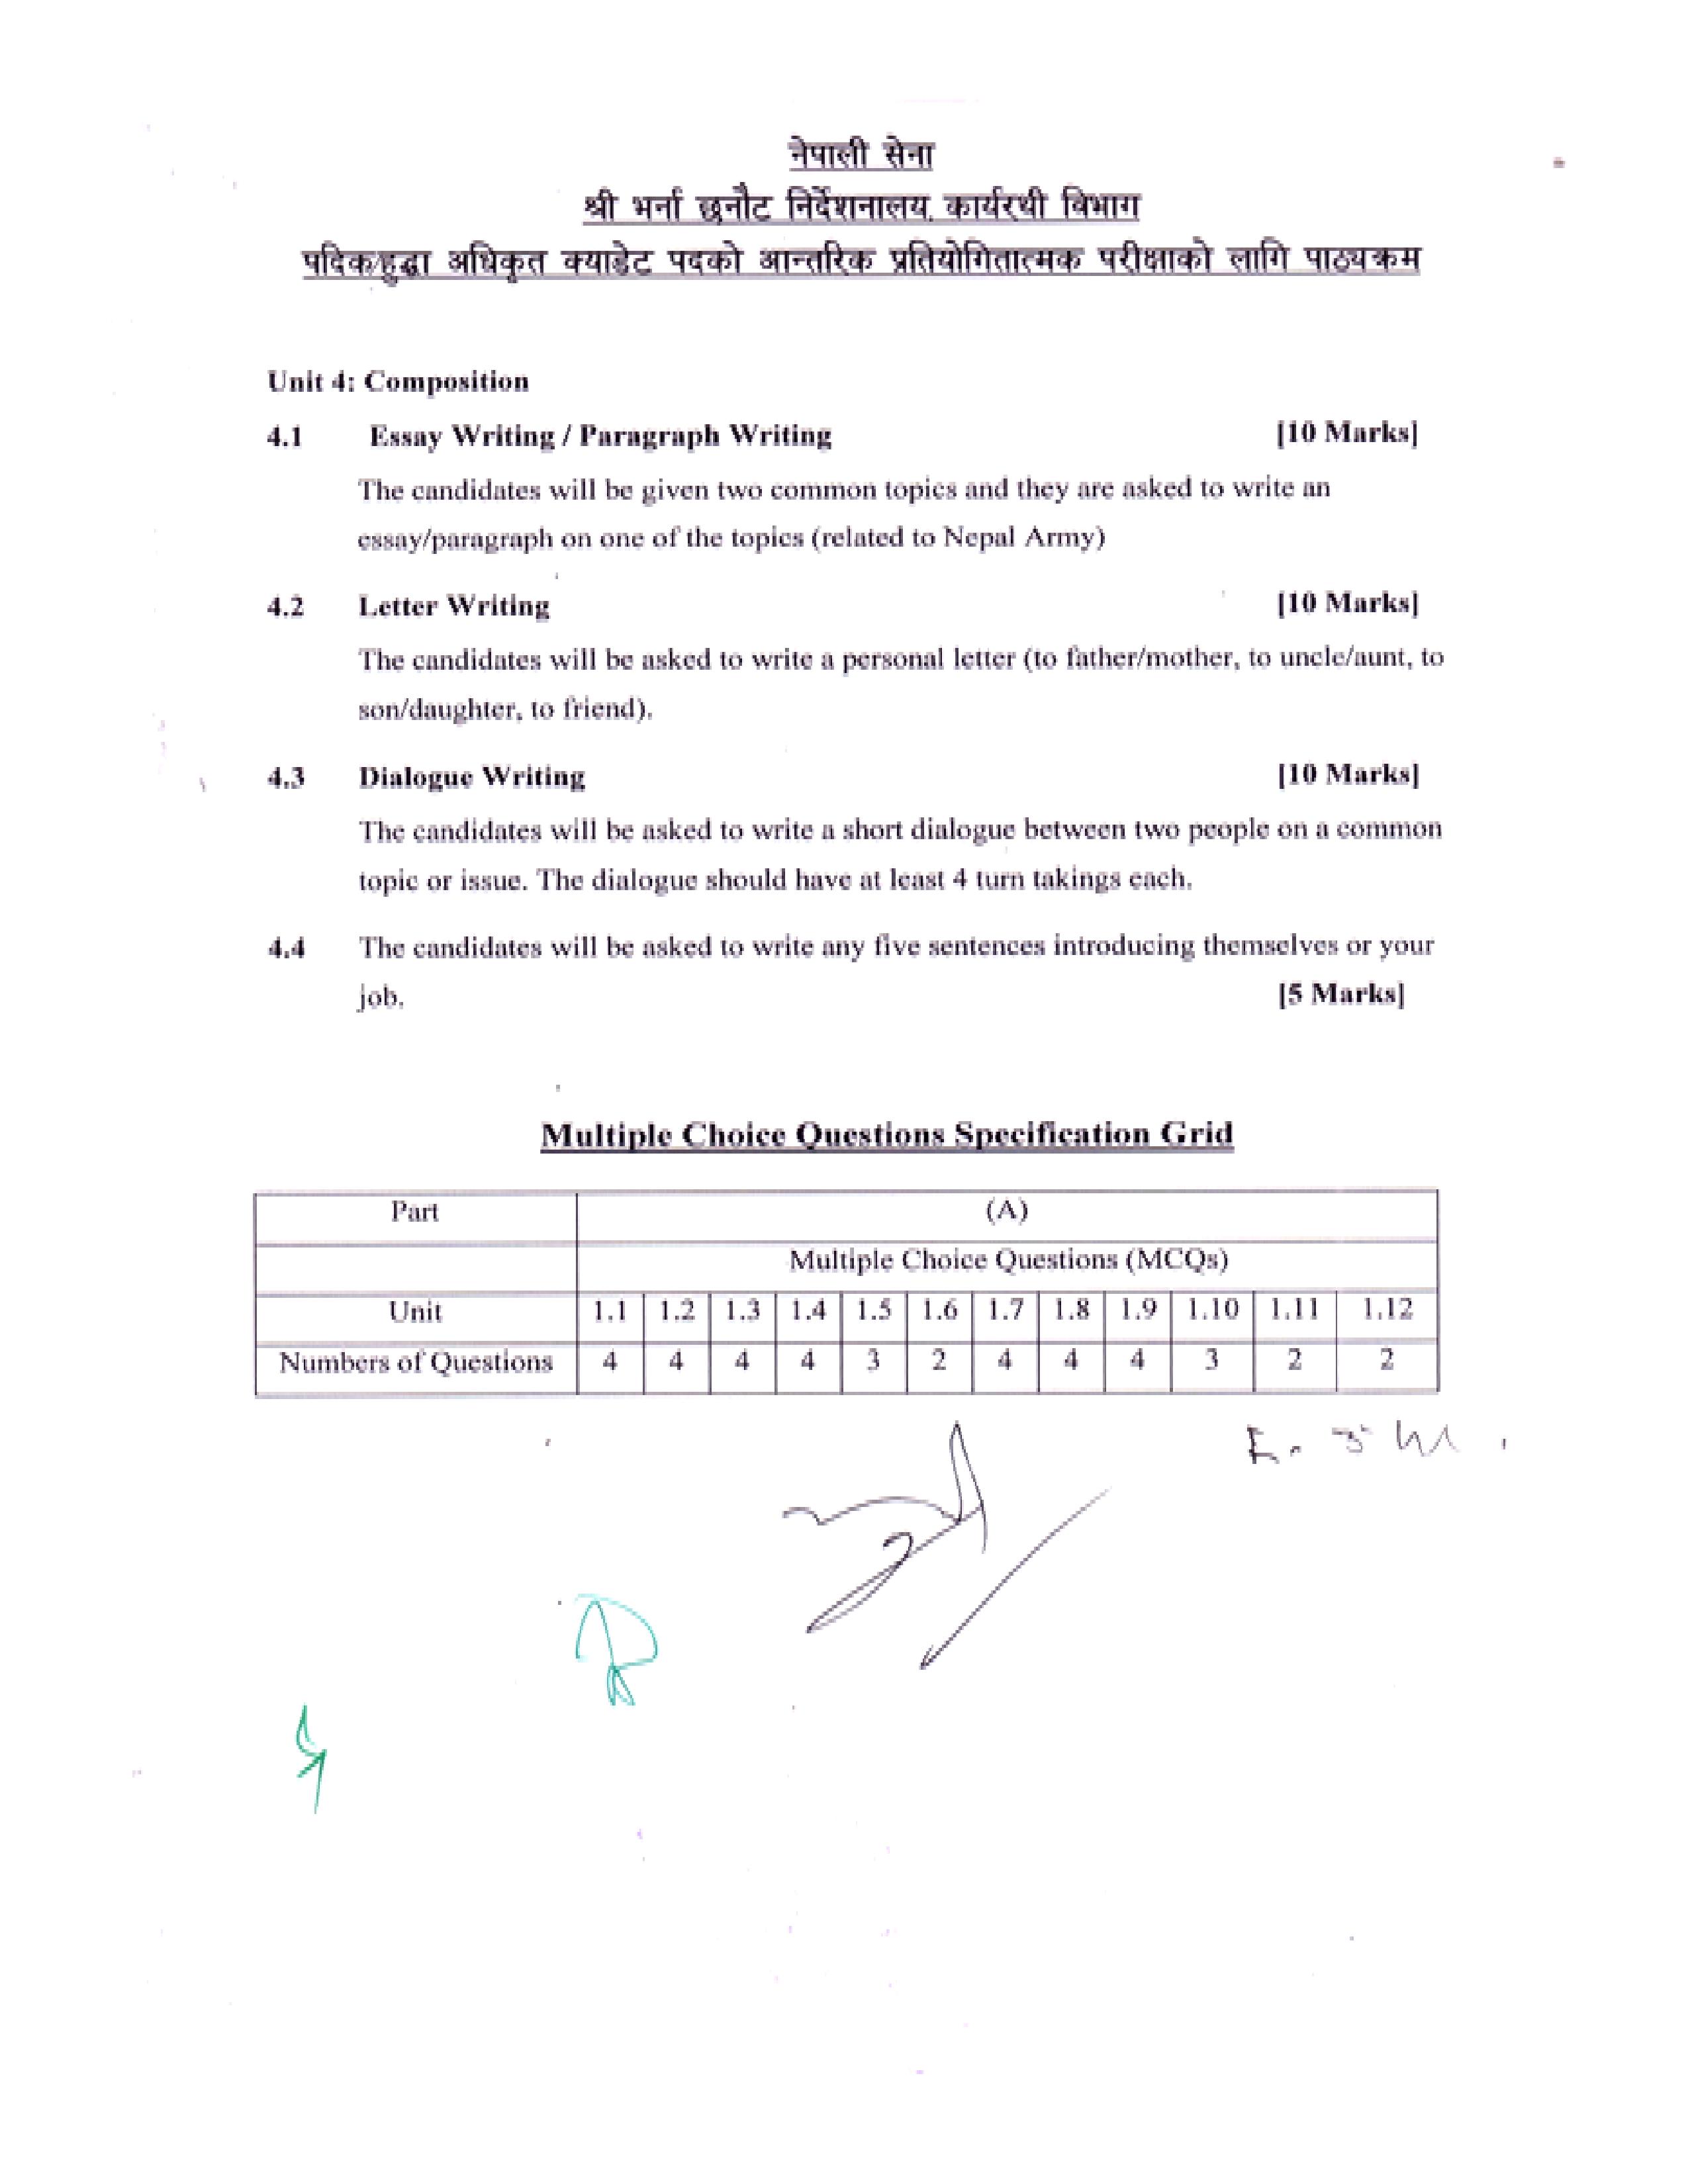 नेपाली सेना
श्री भर्ना छनौट निर्देशनालय, कार्यरथी विभाग
पदिक/हुद्धा अधिकृत क्याडेट पदको आन्तरिक प्रतियोगितात्मक परीक्षाको लागि पाठ्यक्रम
Unit 4: Composition
4.1 Essay Writing / Paragraph Writing [10 Marks]
The candidates will be given two common topics and they are asked to write an
essay/paragraph on one of the topics (related to Nepal Army)
4.2 Letter Writing [10 Marks]
The candidates will be asked to write a personal letter (to father/mother, to uncle/aunt, to
son/daughter, to friend).
4.3 Dialogue Writing [10 Marks]
The candidates will be asked to write a short dialogue between two people on a common
topic or issue. The dialogue should have at least 4 turn takings each.
4.4 The candidates will be asked to write any five sentences introducing themselves or your
job. [5 Marks]
Multiple Choice Questions Specification Grid
Part (A)
Multiple Choice Questions (MCQs)
Unit 1.1 1.2 1.3 1.4 1.5 1.6 1.7 1.8 1.9 1.10 1.11 1.12
Numbers of Questions 4 4 4 4 3 2 4 4 4 3 2 2